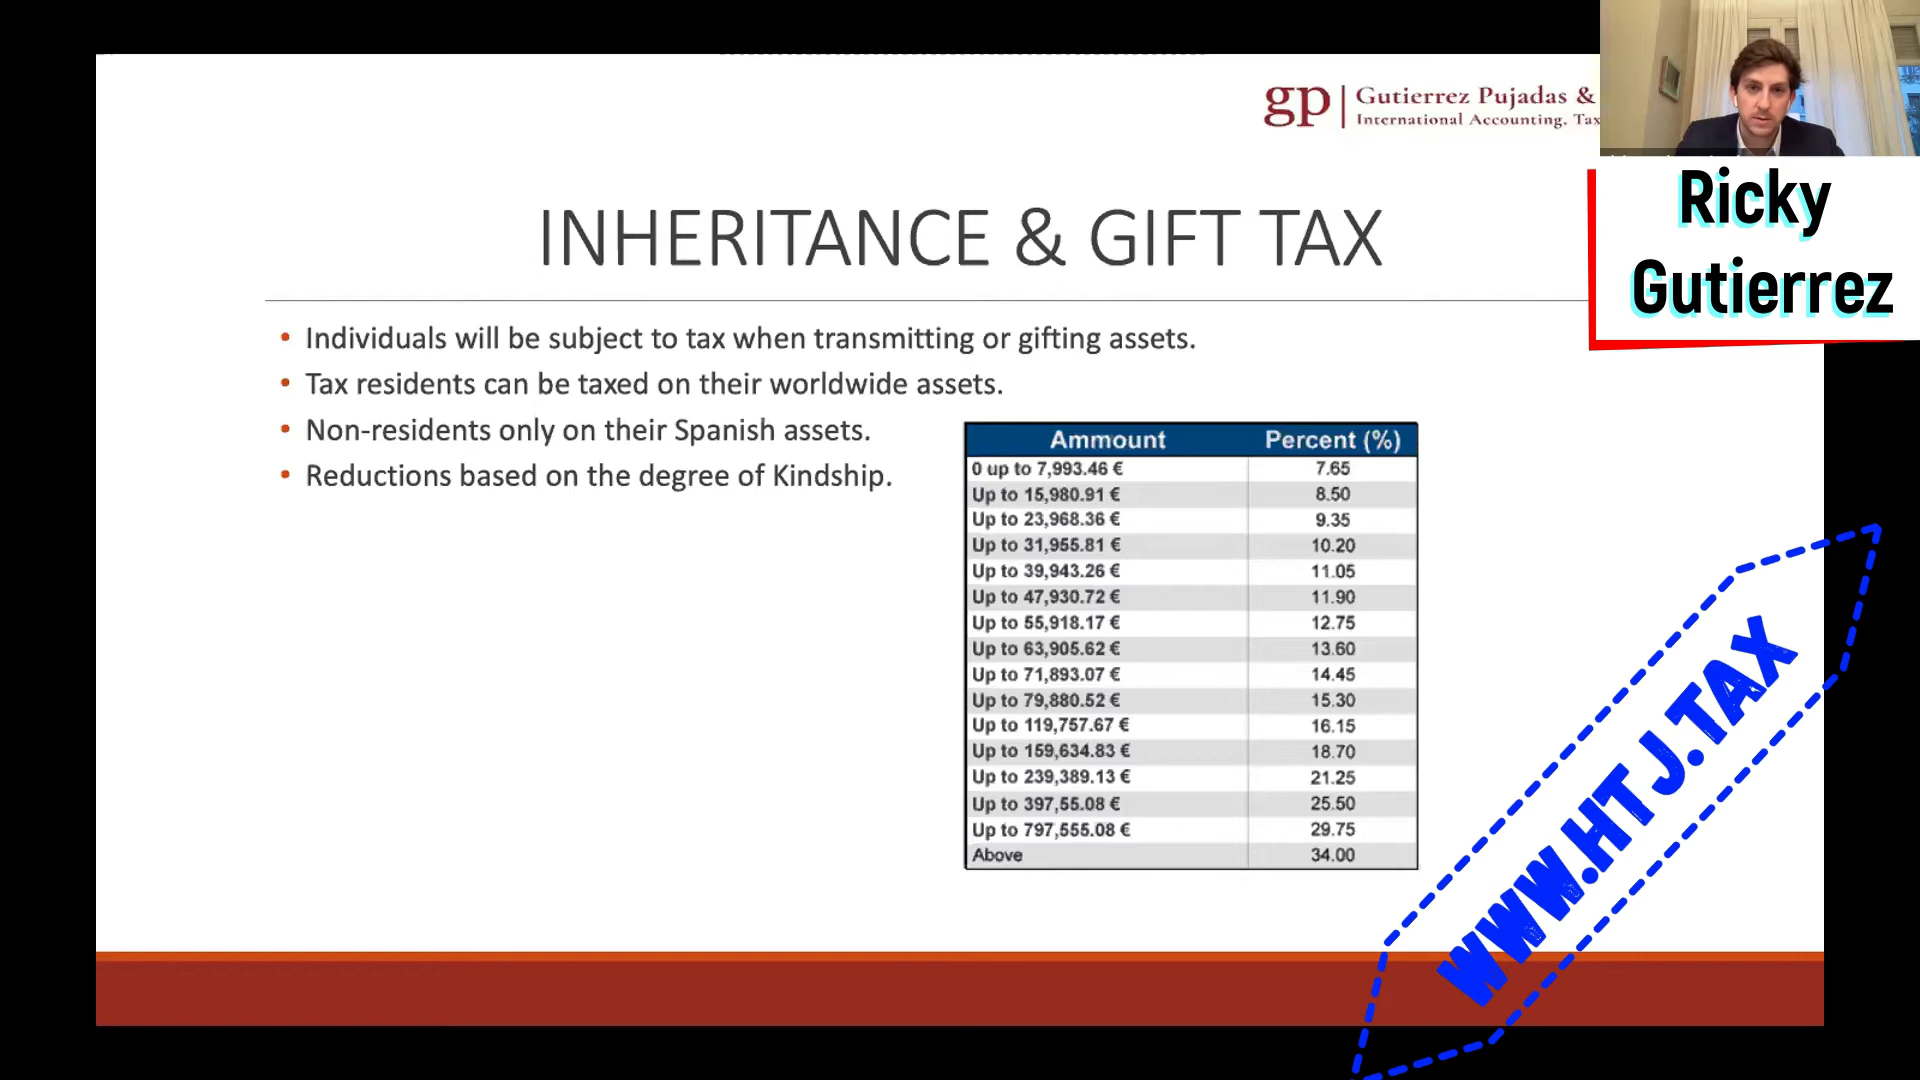 gp | Gutierrez Pujadas &
International Accounting. Tax
Ricky
Gutierrez
INHERITANCE & GIFT TAX
• Individuals will be subject to tax when transmitting or gifting assets.
• Tax residents can be taxed on their worldwide assets.
• Non-residents only on their Spanish assets.
• Reductions based on the degree of Kindship.
Ammount Percent (%)
0 up to 7,993.46 € 7.65
Up to 15,980.91 € 8.50
Up to 23,968.36 € 9.35
Up to 31,955.81 € 10.20
Up to 39,943.26 € 11.05
Up to 47,930.72 € 11.90
Up to 55,918.17 € 12.75
Up to 63,905.62 € 13.60
Up to 71,893.07 € 14.45
Up to 79,880.52 € 15.30
Up to 119,757.67 € 16.15
Up to 159,634.83 € 18.70
Up to 239,389.13 € 21.25
Up to 397,55.08 € 25.50
Up to 797,555.08 € 29.75
Above 34.00
WWW.HTJ.TAX